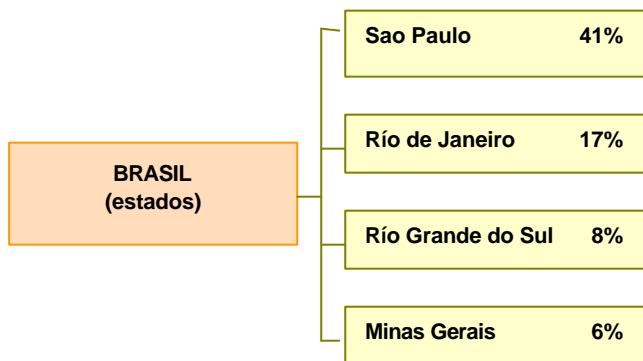 BRASIL
(estados)
Sao Paulo 41%
Río de Janeiro 17%
Río Grande do Sul 8%
Minas Gerais 6%